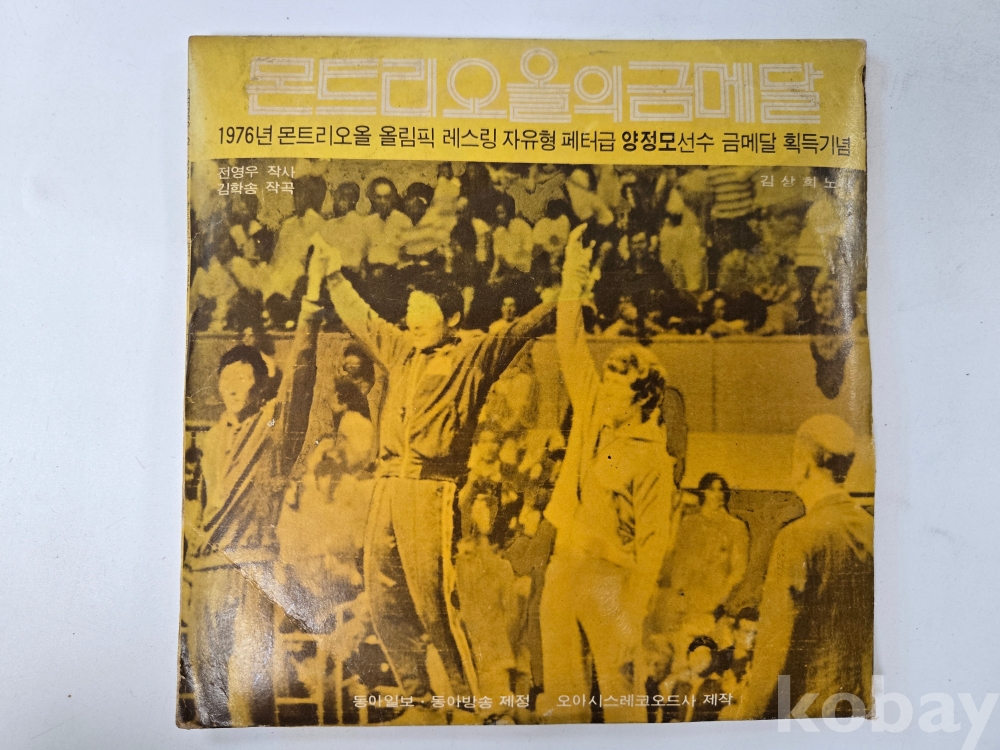 몬트리오올의금메달
1976년 몬트리오올 올림픽 레스링 자유형 페터급 양정모선수 금메달 획득기념
전영우 작사
김학송 작곡
김상희 노래
동아일보·동아방송 제정 오아시스레코오드사 제작
kobay